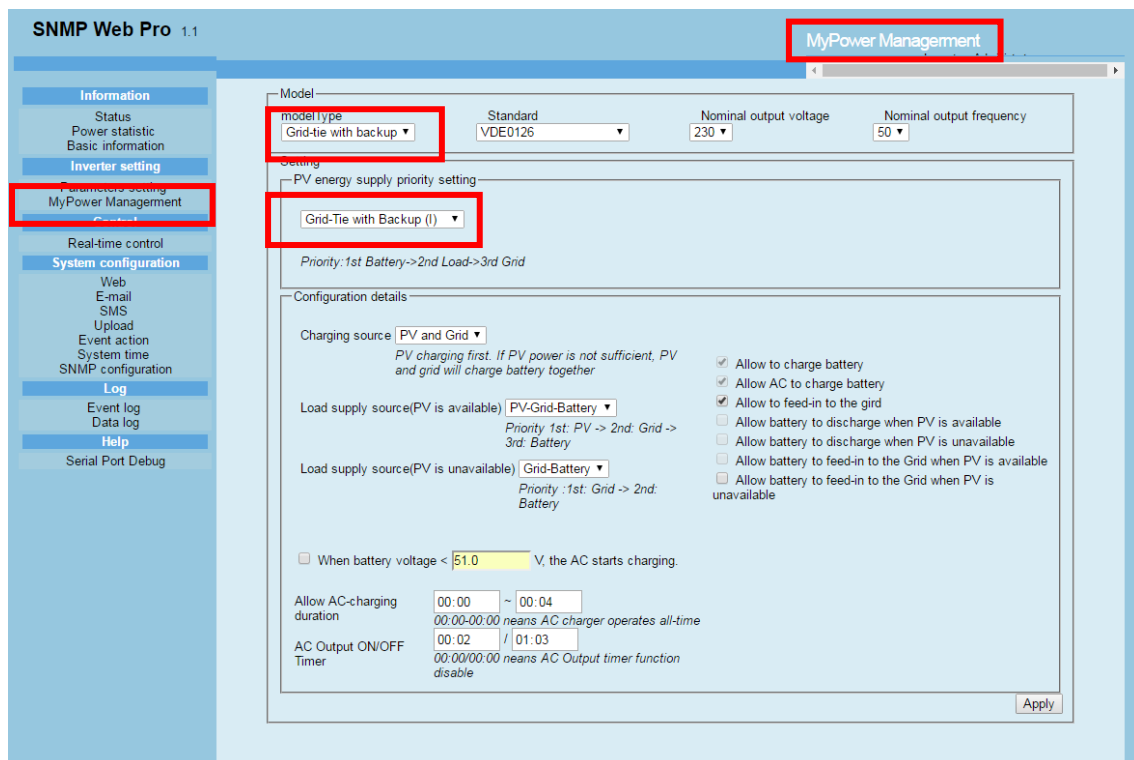 SNMP Web Pro 1.1
MyPower Managerment
Information
Status
Power statistic
Basic information
Inverter setting
Parameters setting
MyPower Managerment
Control
Real-time control
System configuration
Web
E-mail
SMS
Upload
Event action
System time
SNMP configuration
Log
Event log
Data log
Help
Serial Port Debug
Model
modelType
Grid-tie with backup
Standard
VDE0126
Nominal output voltage
230
Nominal output frequency
50
Setting
PV energy supply priority setting
Grid-Tie with Backup (I)
Priority:1st Battery->2nd Load->3rd Grid
Configuration details
Charging source PV and Grid
PV charging first. If PV power is not sufficient, PV
and grid will charge battery together
Load supply source(PV is available) PV-Grid-Battery
Priority 1st: PV -> 2nd: Grid ->
3rd: Battery
Load supply source(PV is unavailable) Grid-Battery
Priority :1st: Grid -> 2nd:
Battery
Allow to charge battery
Allow AC to charge battery
Allow to feed-in to the gird
Allow battery to discharge when PV is available
Allow battery to discharge when PV is unavailable
Allow battery to feed-in to the Grid when PV is available
Allow battery to feed-in to the Grid when PV is
unavailable
When battery voltage < 51.0 V, the AC starts charging.
Allow AC-charging
duration
00:00 ~ 00:04
00:00-00:00 neans AC charger operates all-time
AC Output ON/OFF
Timer
00:02 / 01:03
00:00/00:00 neans AC Output timer function
disable
Apply